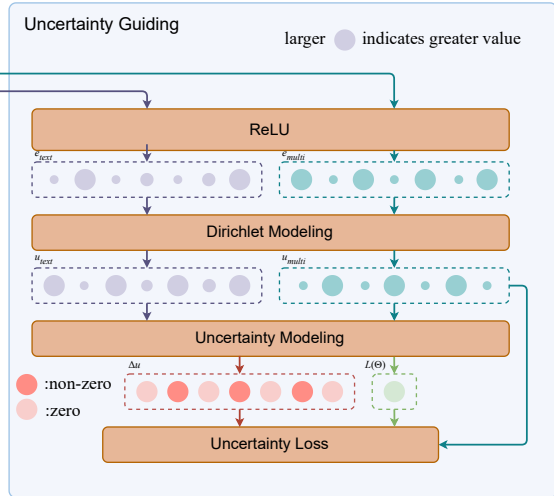 Uncertainty Guiding
larger indicates greater value
ReLU
e_text e_multi
Dirichlet Modeling
u_text u_multi
Uncertainty Modeling
Δu L(Θ)
:non-zero
:zero
Uncertainty Loss